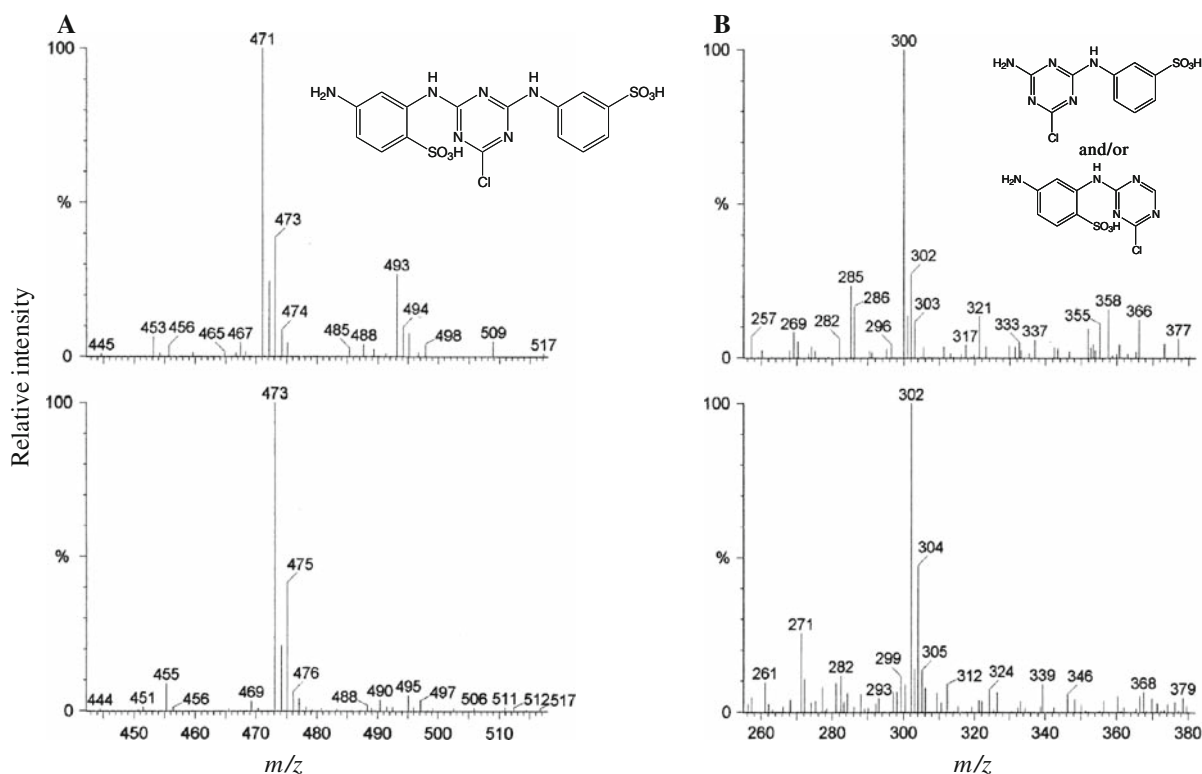 A
B
Relative intensity
100
%
0
471
473
474
493
494
445
453
456
465
467
485
488
498
509
517
H₂N
H
N
N
N
N
N
H
N
SO₃H
SO₃H
Cl
100
%
0
300
302
303
285
286
257
269
282
296
317
321
333
337
355
358
366
377
H₂N
N
N
N
H
N
SO₃H
Cl
and/or
H₂N
H
N
N
N
N
SO₃H
Cl
100
%
0
473
475
476
444
451
455
456
469
488
490
495
497
506
511
512
517
450 460 470 480 490 500 510
m/z
100
%
0
302
304
305
261
271
282
293
299
312
324
339
346
368
379
260 280 300 320 340 360 380
m/z